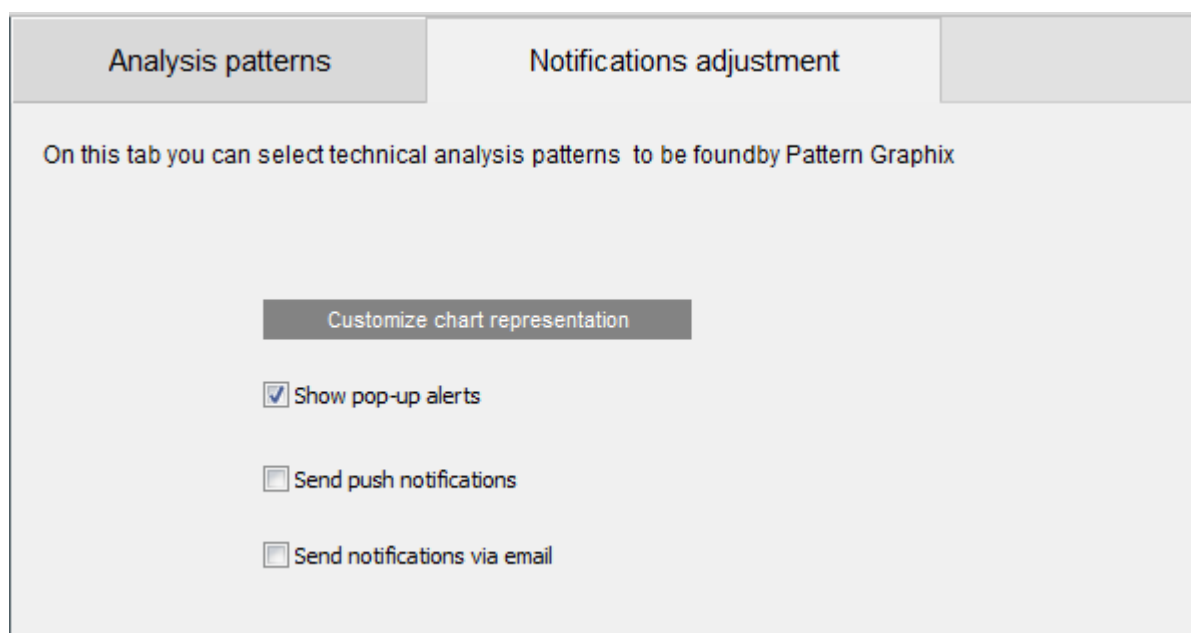 Analysis patterns
Notifications adjustment
On this tab you can select technical analysis patterns  to be foundby Pattern Graphix
Customize chart representation
Show pop-up alerts
Send push notifications
Send notifications via email